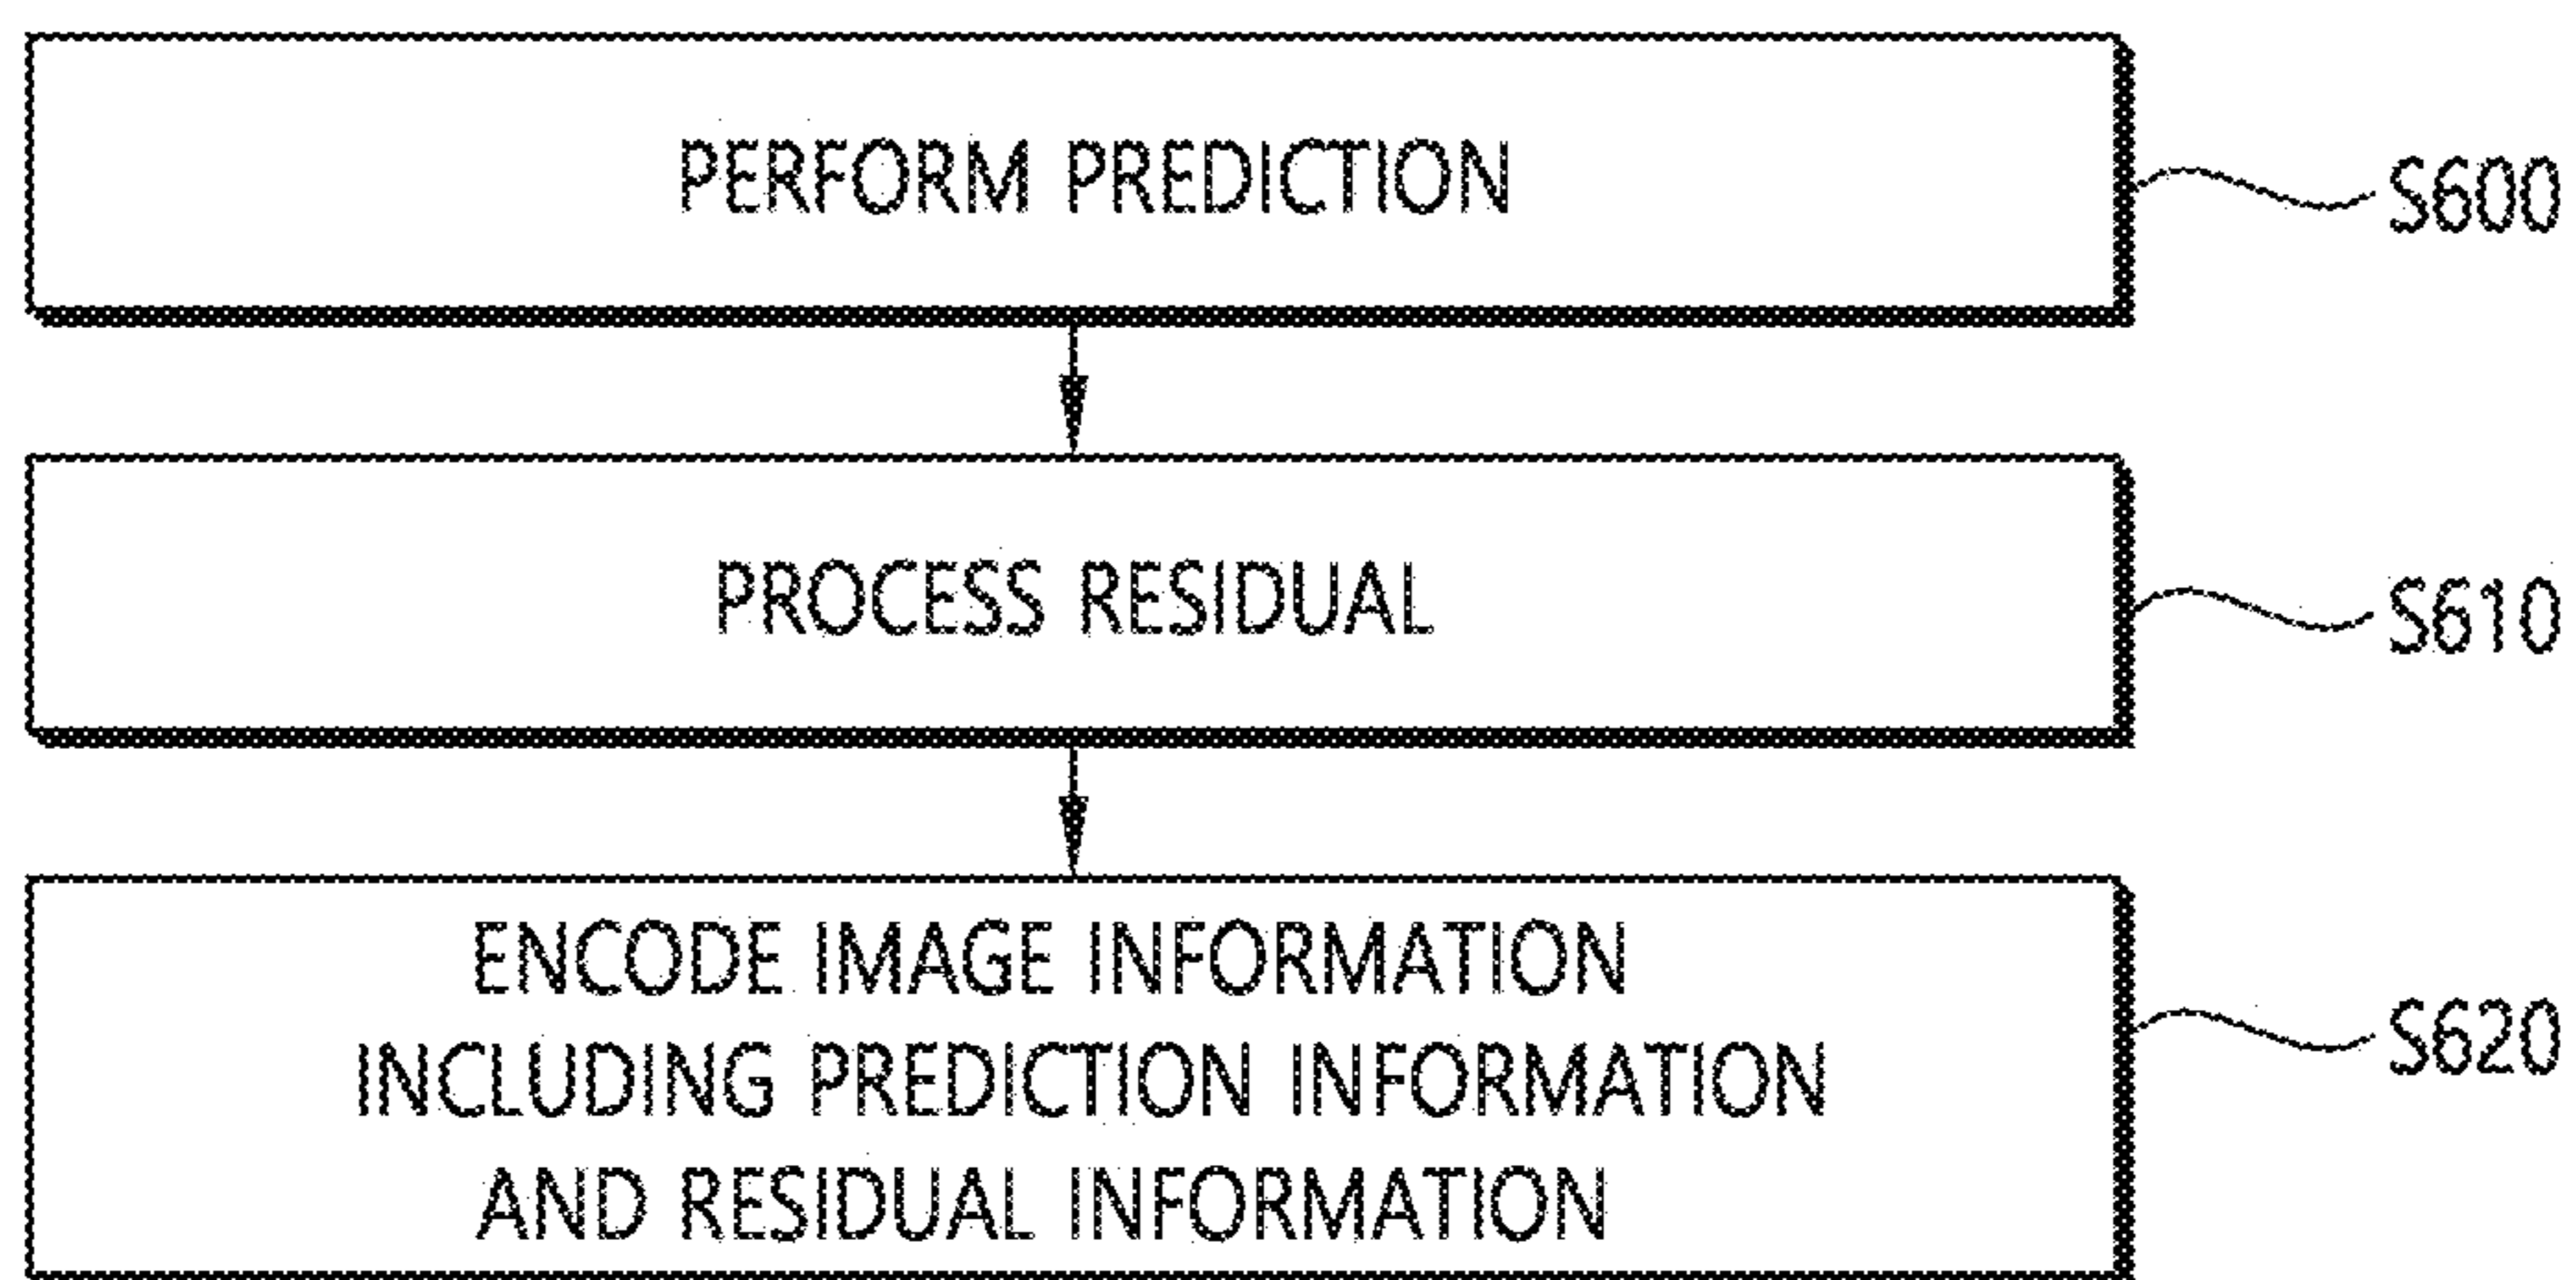 PERFORM PREDICTION
S600
PROCESS RESIDUAL
S610
ENCODE IMAGE INFORMATION
INCLUDING PREDICTION INFORMATION
AND RESIDUAL INFORMATION
S620